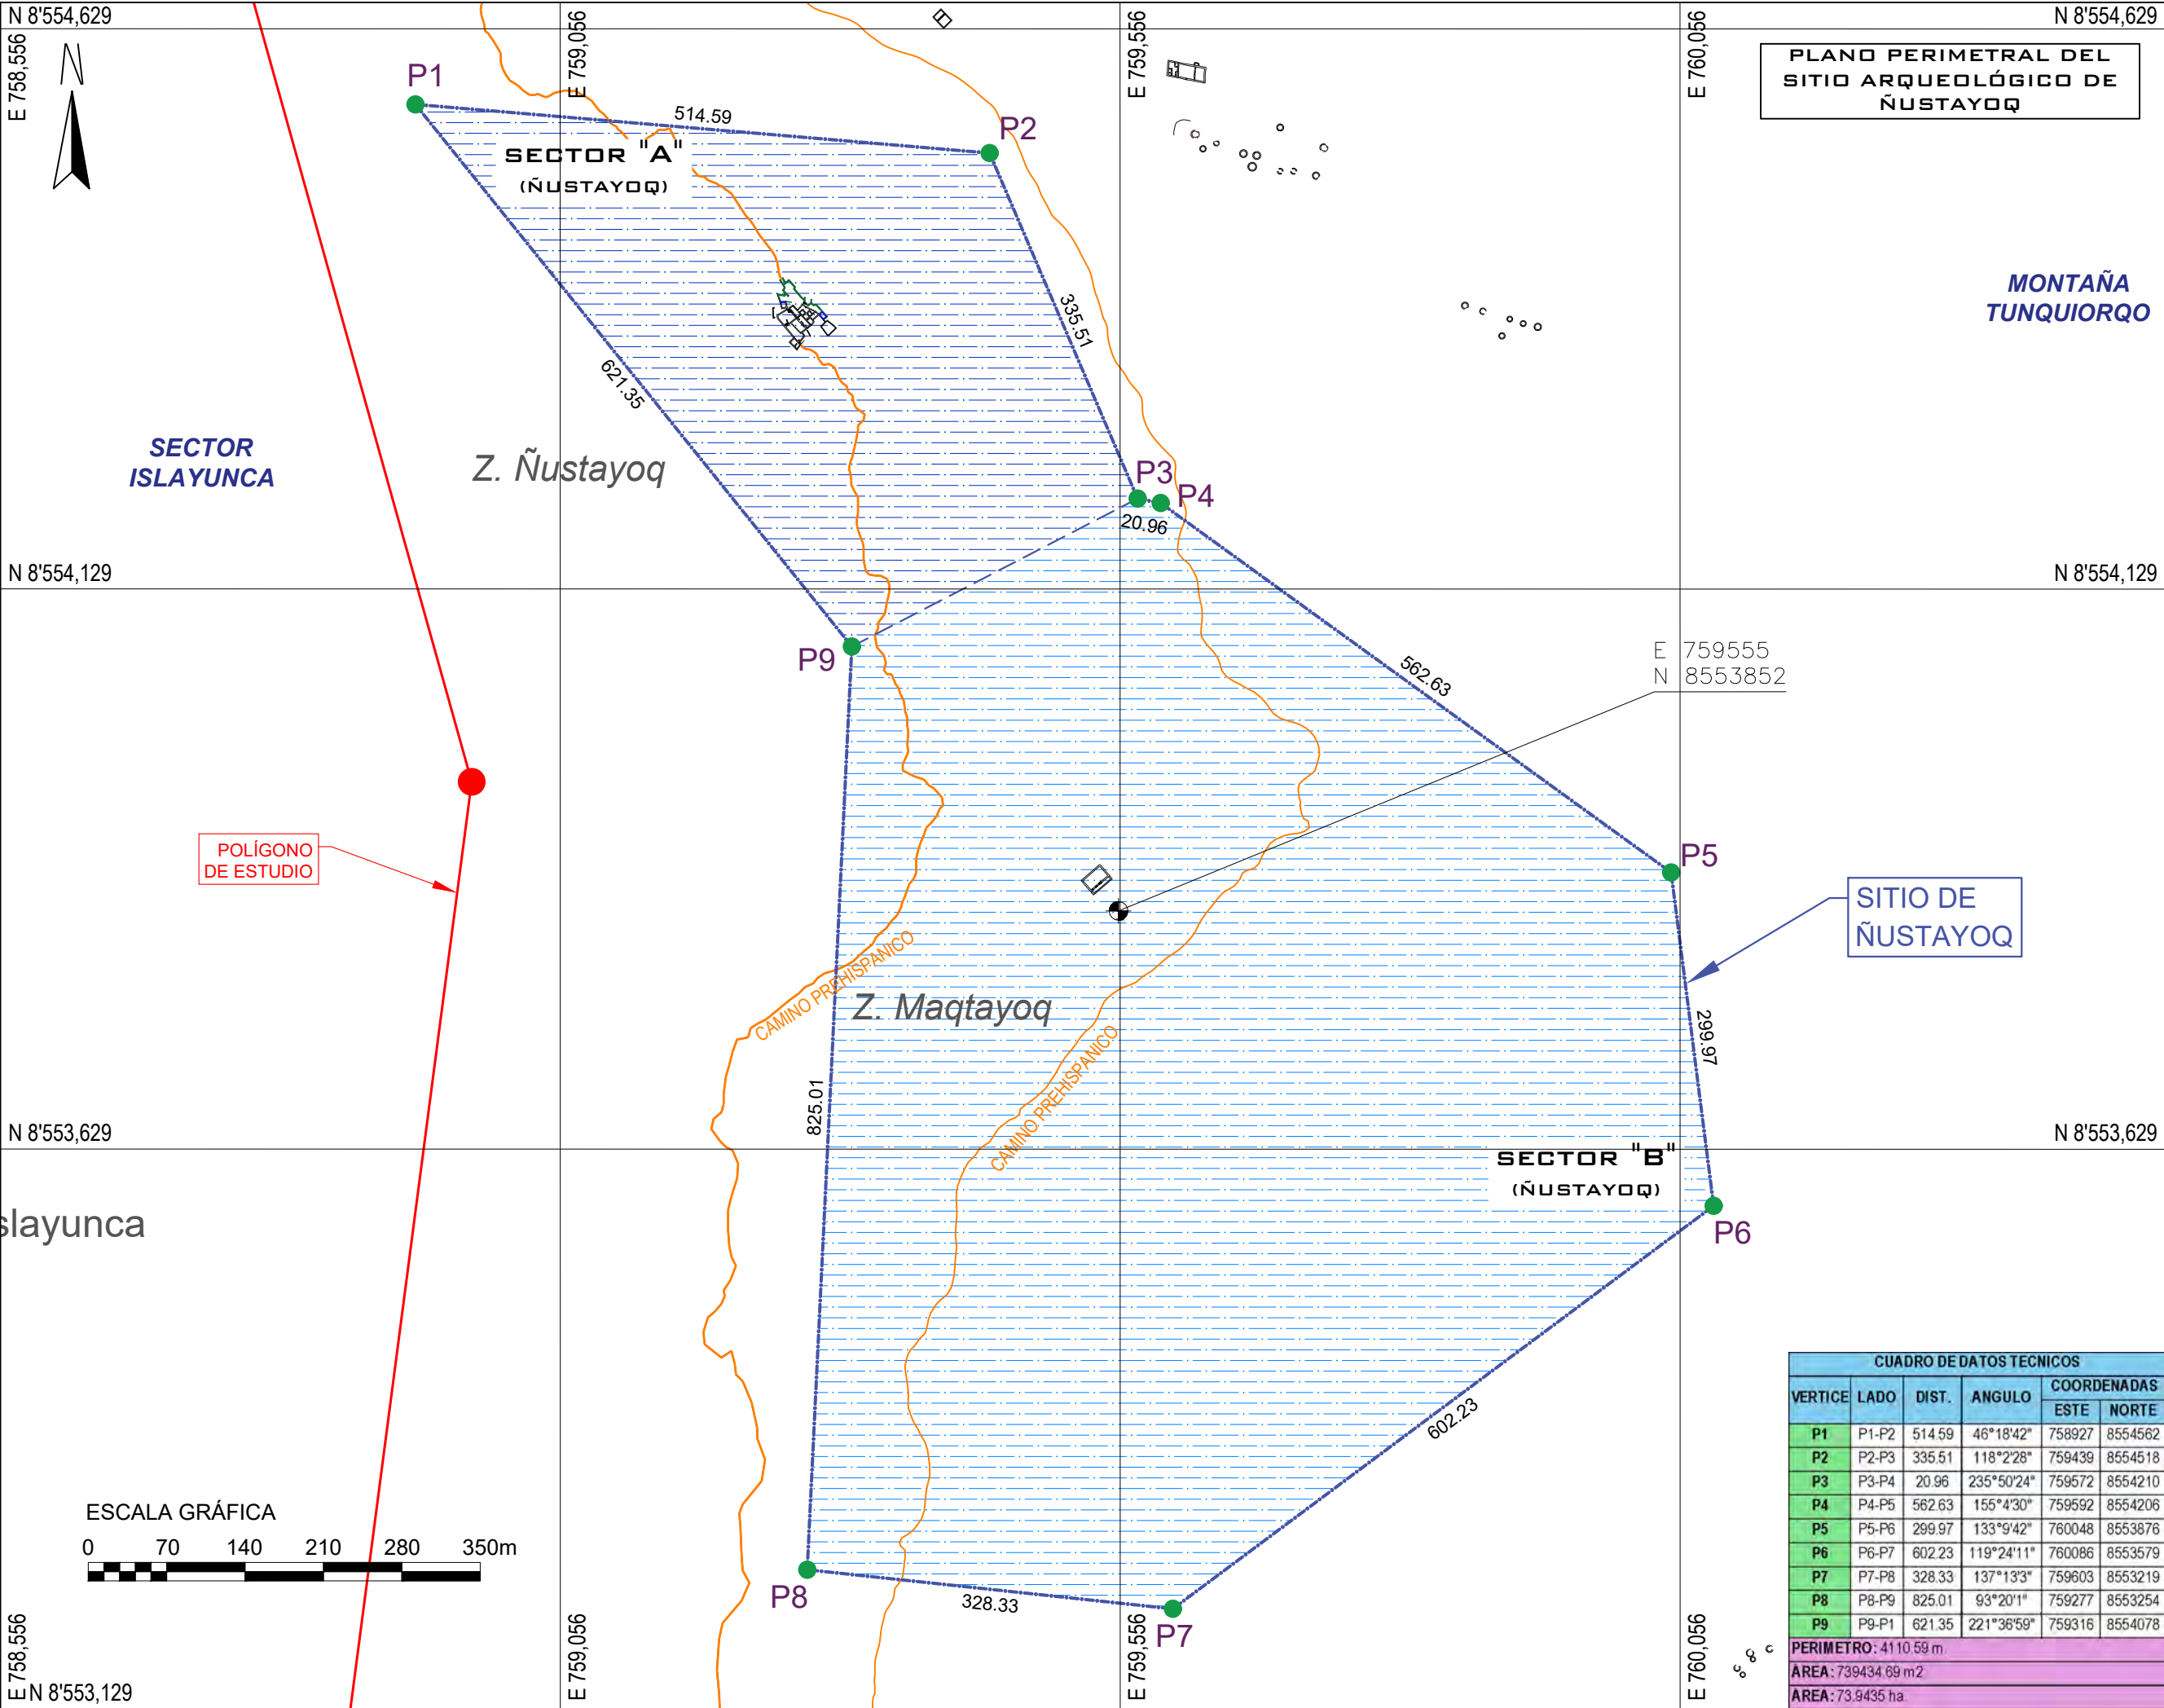 N 8'554,629
N 8'554,629
E 758,556
E 759,056
E 759,556
E 760,056
N
PLANO PERIMETRAL DEL
SITIO ARQUEOLÓGICO DE
ÑUSTAYOQ
P1
514.59
P2
SECTOR "A"
(ÑUSTAYOQ)
MONTAÑA
TUNQUIORQO
335.51
621.35
SECTOR
ISLAYUNCA
Z. Ñustayoq
P3
P4
20.96
N 8'554,129
N 8'554,129
P9
562.63
E 759555
N 8553852
POLÍGONO
DE ESTUDIO
P5
SITIO DE
ÑUSTAYOQ
CAMINO PREHISPANICO
Z. Maqtayoq
299.97
CAMINO PREHISPANICO
825.01
N 8'553,629
N 8'553,629
SECTOR "B"
(ÑUSTAYOQ)
slayunca
P6
602.23
ESCALA GRÁFICA
0 70 140 210 280 350m
P8
328.33
P7
E 758,556
E 759,056
E 759,556
E 760,056
N 8'553,129
CUADRO DE DATOS TECNICOS
VERTICE LADO DIST. ANGULO COORDENADAS
ESTE NORTE
P1 P1-P2 514.59 46°18'42" 758927 8554562
P2 P2-P3 335.51 118°2'28" 759439 8554518
P3 P3-P4 20.96 235°50'24" 759572 8554210
P4 P4-P5 562.63 155°4'30" 759592 8554206
P5 P5-P6 299.97 133°9'42" 760048 8553876
P6 P6-P7 602.23 119°24'11" 760086 8553579
P7 P7-P8 328.33 137°13'3" 759603 8553219
P8 P8-P9 825.01 93°20'1" 759277 8553254
P9 P9-P1 621.35 221°36'59" 759316 8554078
PERIMETRO: 4110.59 m
AREA: 739434.69 m2
AREA: 73.9435 ha